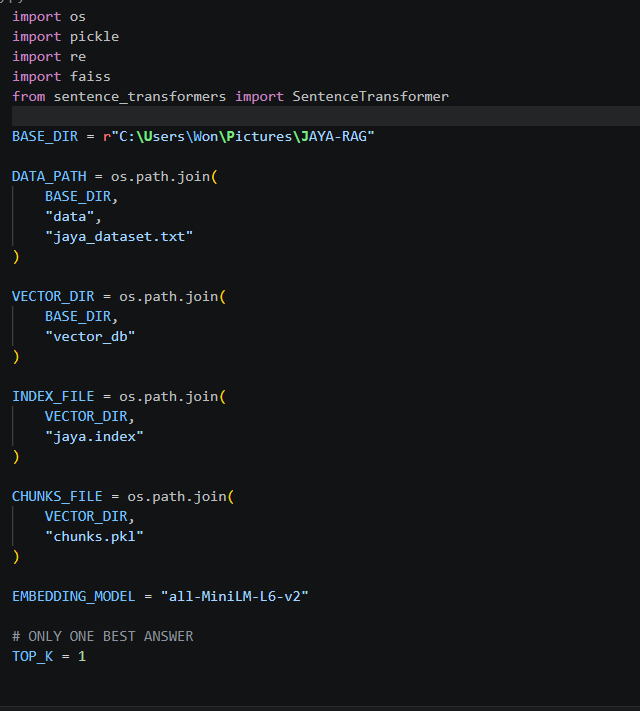 import os
import pickle
import re
import faiss
from sentence_transformers import SentenceTransformer
BASE_DIR = r"C:\Users\Won\Pictures\JAYA-RAG"
DATA_PATH = os.path.join(
    BASE_DIR,
    "data",
    "jaya_dataset.txt"
)
VECTOR_DIR = os.path.join(
    BASE_DIR,
    "vector_db"
)
INDEX_FILE = os.path.join(
    VECTOR_DIR,
    "jaya.index"
)
CHUNKS_FILE = os.path.join(
    VECTOR_DIR,
    "chunks.pkl"
)
EMBEDDING_MODEL = "all-MiniLM-L6-v2"
# ONLY ONE BEST ANSWER
TOP_K = 1